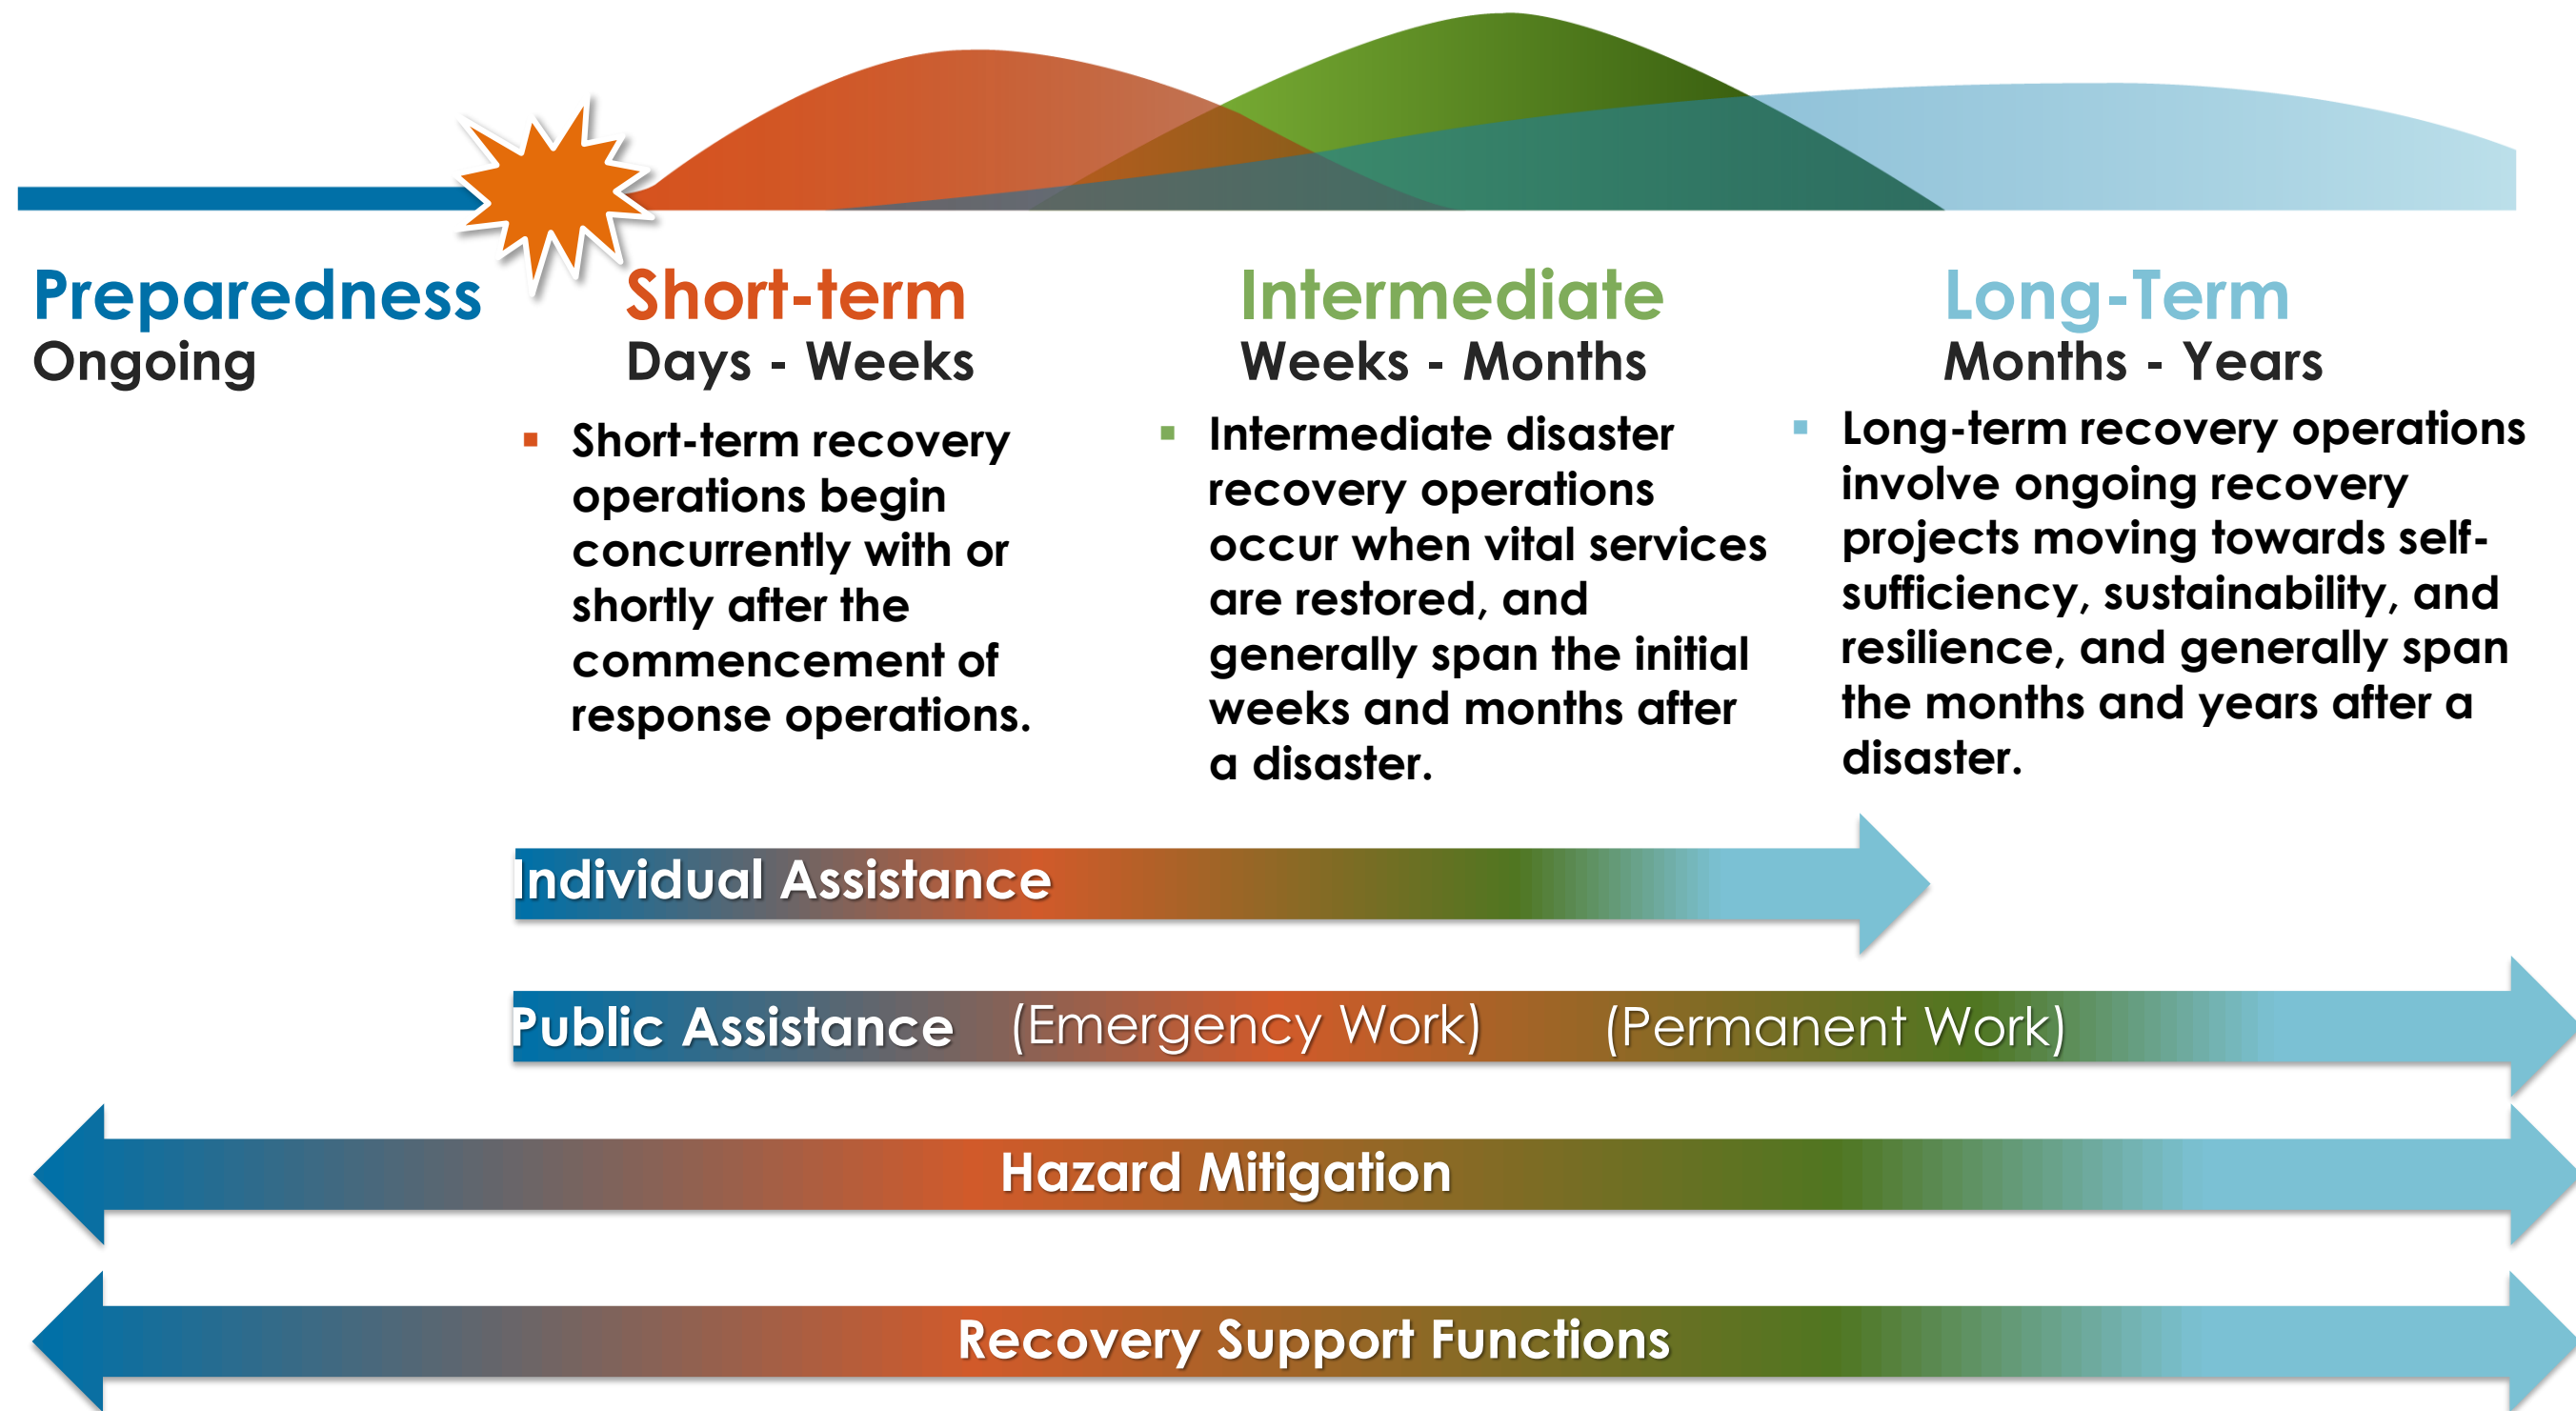 Preparedness
Ongoing
Short-term
Days - Weeks
▪ Short-term recovery
operations begin
concurrently with or
shortly after the
commencement of
response operations.
Intermediate
Weeks - Months
▪ Intermediate disaster
recovery operations
occur when vital services
are restored, and
generally span the initial
weeks and months after
a disaster.
Long-Term
Months - Years
▪ Long-term recovery operations
involve ongoing recovery
projects moving towards self-
sufficiency, sustainability, and
resilience, and generally span
the months and years after a
disaster.
Individual Assistance
Public Assistance (Emergency Work) (Permanent Work)
Hazard Mitigation
Recovery Support Functions